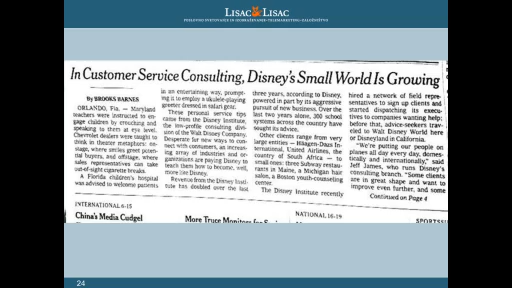 LISAC LISAC
In Customer Service Consulting, Disney's Small World Is Growing
By BROOKS BARNES
ORLANDO, Fla. — Maryland
teachers were instructed to en-
gage children by crouching and
speaking to them at eye level.
Chevrolet dealers were taught to
think in theater metaphors: on-
stage, where smiles greet poten-
tial buyers, and offstage, where
sales representatives can take
out-of-sight cigarette breaks.
A Florida children's hospital
was advised to welcome patients
in an entertaining way, prompt-
ing it to employ a ukulele-playing
greeter dressed in safari gear.
These personal service tips
came from the Disney Institute,
the low-profile consulting divi-
sion of the Walt Disney Company.
Desperate for new ways to con-
nect with consumers, an increas-
ing array of industries and or-
ganizations are paying Disney to
teach them how to become, well,
more like Disney.
Revenue from the Disney Insti-
tute has doubled over the last
three years, according to Disney,
powered in part by its aggressive
pursuit of new business. Over the
last two years alone, 300 school
systems across the country have
sought its advice.
Other clients range from very
large entities — Häagen-Dazs In-
ternational, United Airlines, the
country of South Africa — to
small ones: three Subway restau-
rants in Maine, a Michigan hair
salon, a Boston youth-counseling
center.
The Disney Institute recently
hired a network of field repre-
sentatives to sign up clients and
started dispatching its execu-
tives to companies wanting help;
before, advice-seekers trav-
eled to Walt Disney World here
or Disneyland in California.
"We're putting people on
planes all day every day, domes-
tically and internationally," said
Jeff James, who runs Disney's
consulting branch. "Some clients
are in great shape and want to
improve even further, and some
Continued on Page 4
INTERNATIONAL 6-15
China's Media Cudgel
More Truce Monitors for
NATIONAL 16-19
SPORTS
24